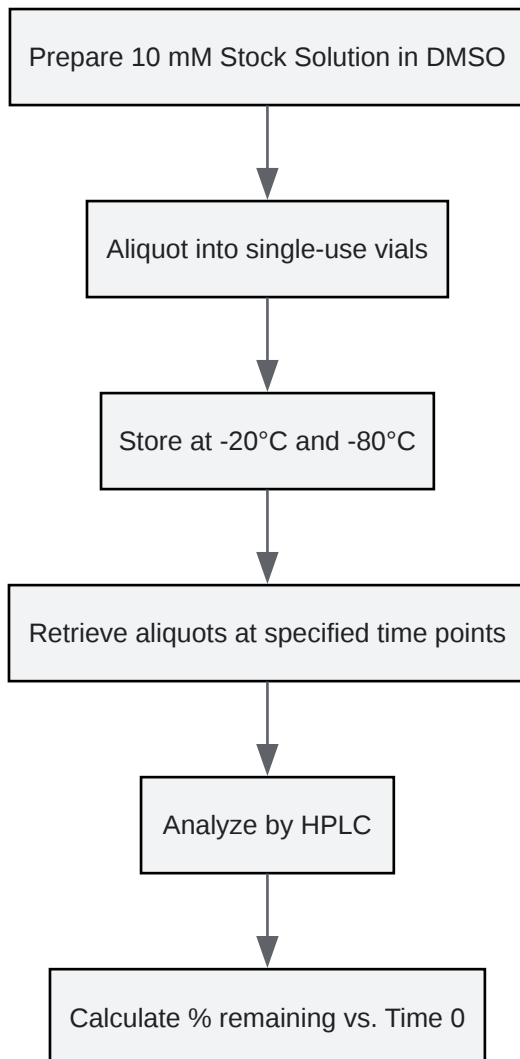 Prepare 10 mM Stock Solution in DMSO
Aliquot into single-use vials
Store at -20°C and -80°C
Retrieve aliquots at specified time points
Analyze by HPLC
Calculate % remaining vs. Time 0